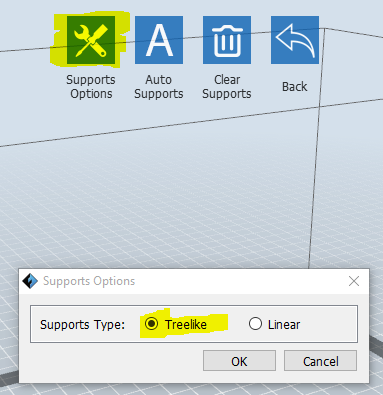 A
Supports Options
Auto Supports
Clear Supports
Back
Supports Options
Supports Type: Treelike Linear
OK Cancel